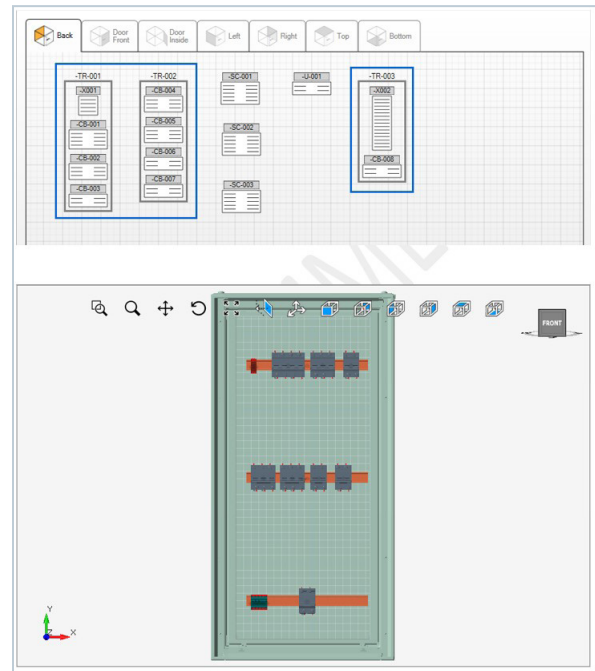 Back
Door Front
Door Inside
Left
Right
Top
Bottom
-TR-001
-TR-002
-SC-001
-U-001
-TR-003
-X001
-CB-004
-X002
-CB-001
-CB-005
-SC-002
-CB-002
-CB-006
-CB-008
-CB-003
-CB-007
-SC-003
FRONT
Y
Z
X